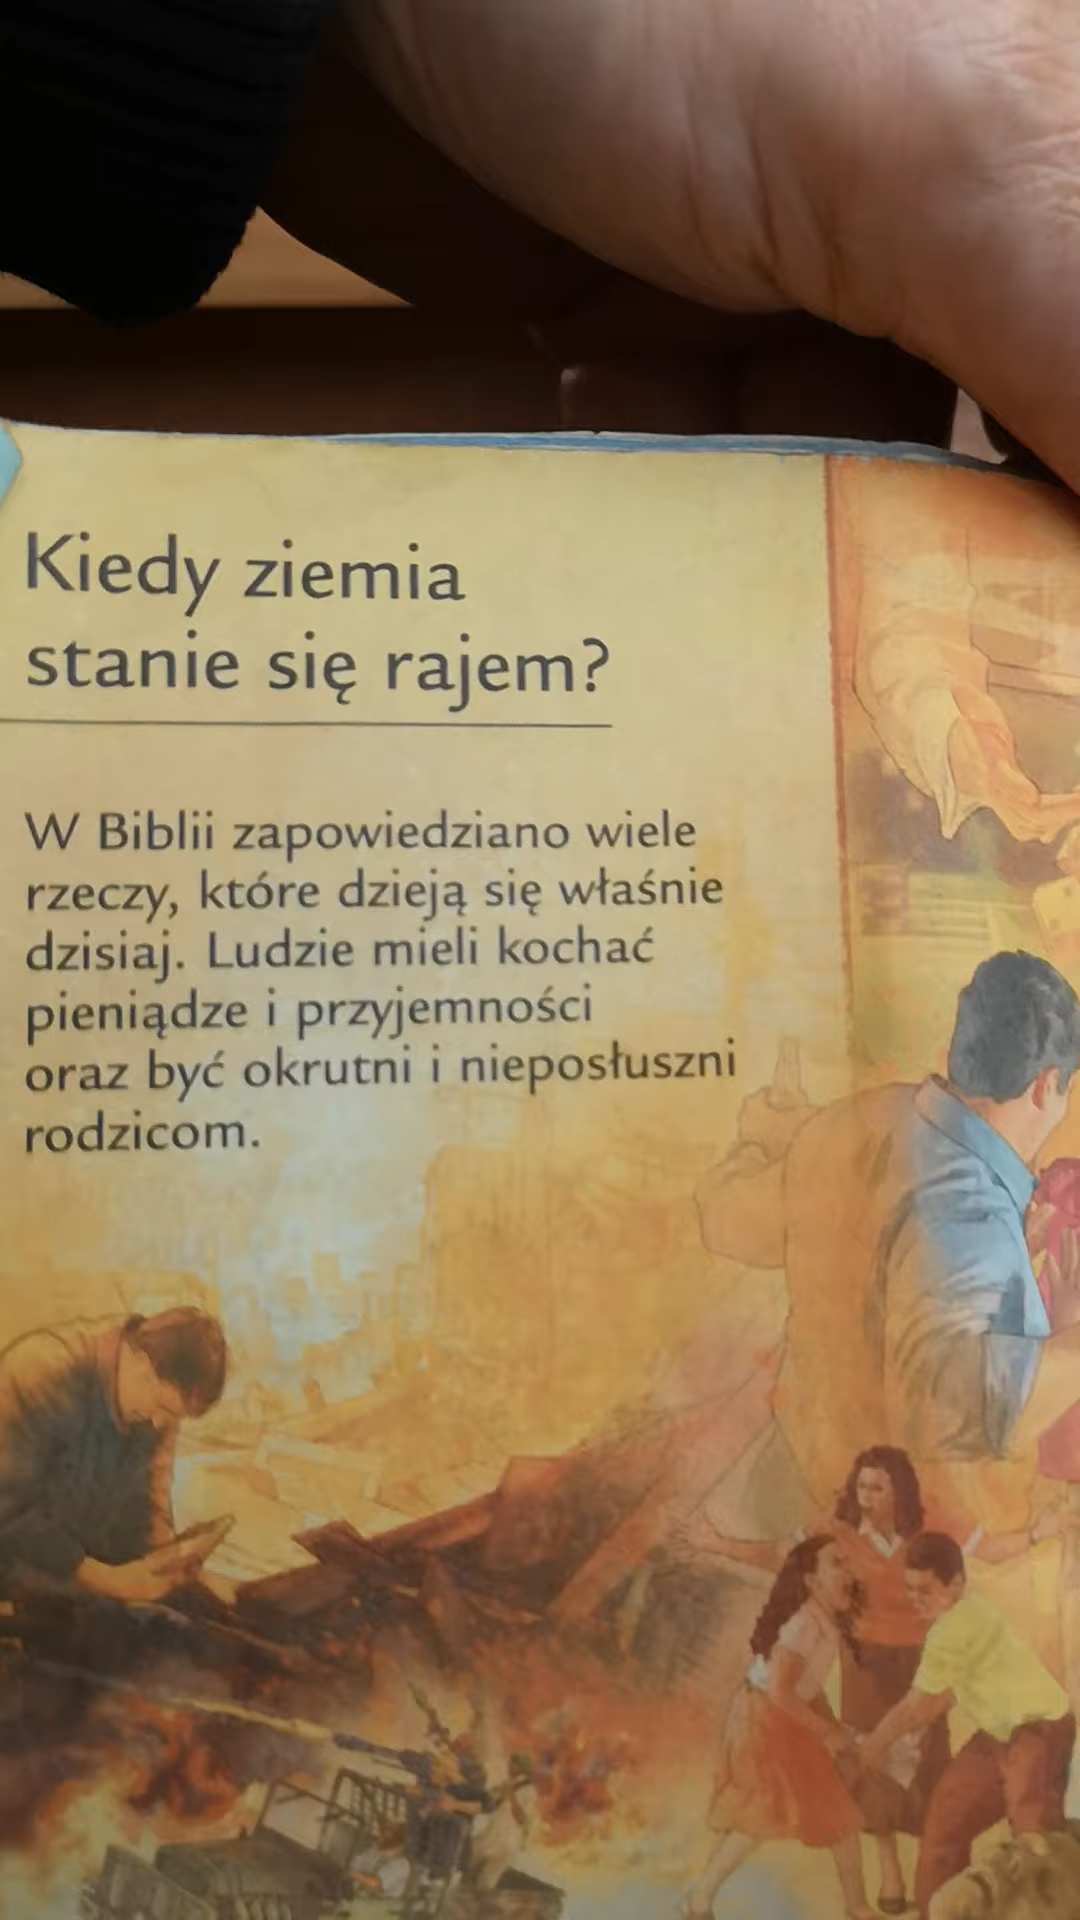 Kiedy ziemia
stanie się rajem?
W Biblii zapowiedziano wiele
rzeczy, które dzieją się właśnie
dzisiaj. Ludzie mieli kochać
pieniądze i przyjemności
oraz być okrutni i nieposłuszni
rodzicom.